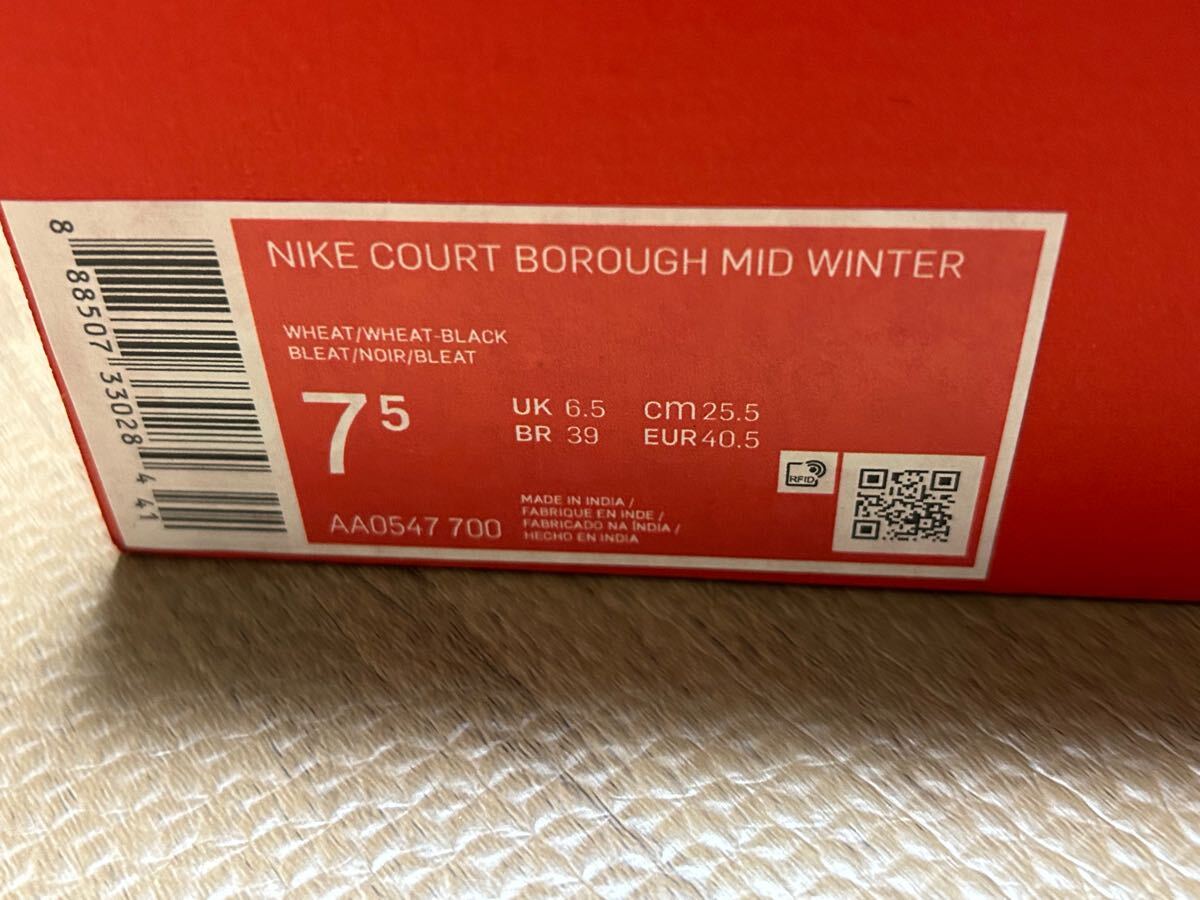 NIKE COURT BOROUGH MID WINTER
WHEAT/WHEAT-BLACK
BLEAT/NOIR/BLEAT
7 5
UK 6.5 cm 25.5
BR 39 EUR 40.5
AA0547 700
MADE IN INDIA /
FABRIQUE EN INDE /
FABRICADO NA ÍNDIA /
HECHO EN INDIA
RFID
8 88507 33028 4 41